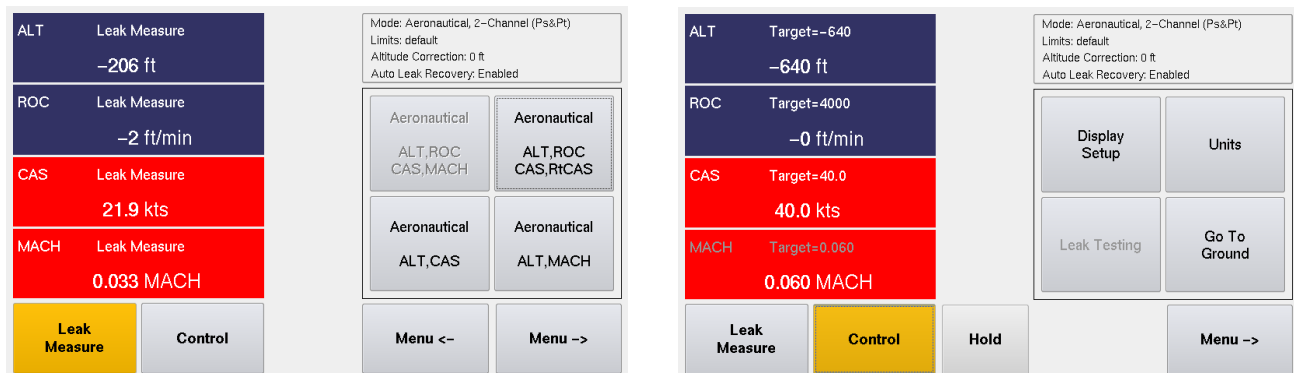 ALT Leak Measure
−206 ft
ROC Leak Measure
−2 ft/min
CAS Leak Measure
21.9 kts
MACH Leak Measure
0.033 MACH
Leak
Measure
Control
Mode: Aeronautical, 2−Channel (Ps&Pt)
Limits: default
Altitude Correction: 0 ft
Auto Leak Recovery: Enabled
Aeronautical
ALT,ROC
CAS,MACH
Aeronautical
ALT,ROC
CAS,RtCAS
Aeronautical
ALT,CAS
Aeronautical
ALT,MACH
Menu <−
Menu −>
ALT Target=−640
−640 ft
ROC Target=4000
−0 ft/min
CAS Target=40.0
40.0 kts
MACH Target=0.060
0.060 MACH
Leak
Measure
Control
Hold
Mode: Aeronautical, 2−Channel (Ps&Pt)
Limits: default
Altitude Correction: 0 ft
Auto Leak Recovery: Enabled
Display
Setup
Units
Leak Testing
Go To
Ground
Menu −>